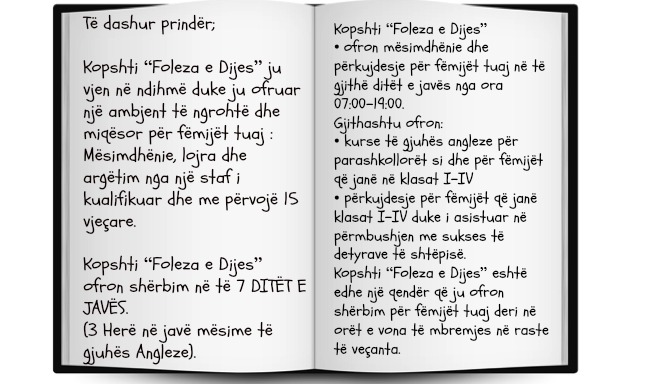 Të dashur prindër;
Kopshti “Foleza e Dijes” ju
vjen në ndihmë duke ju ofruar
një ambjent të ngrohtë dhe
miqësor për fëmijët tuaj :
Mësimdhënie, lojra dhe
argëtim nga një staf i
kualifikuar dhe me përvojë 15
vjeçare.
Kopshti “Foleza e Dijes”
ofron shërbim në të 7 DITËT E
JAVËS.
(3 Herë në javë mësime të
gjuhës Angleze).
Kopshti “Foleza e Dijes”
• ofron mësimdhënie dhe
përkujdesje për fëmijët tuaj në të
gjithë ditët e javës nga ora
07:00-19:00.
Gjithashtu ofron:
• kurse të gjuhës angleze për
parashkollorët si dhe për fëmijët
që janë në klasat I-IV
• përkujdesje për fëmijët që janë
klasat I-IV duke i asistuar në
përmbushjen me sukses të
detyrave të shtëpisë.
Kopshti “Foleza e Dijes” eshtë
edhe një qendër që ju ofron
shërbim për fëmijët tuaj deri në
orët e vona të mbremjes në raste
të veçanta.